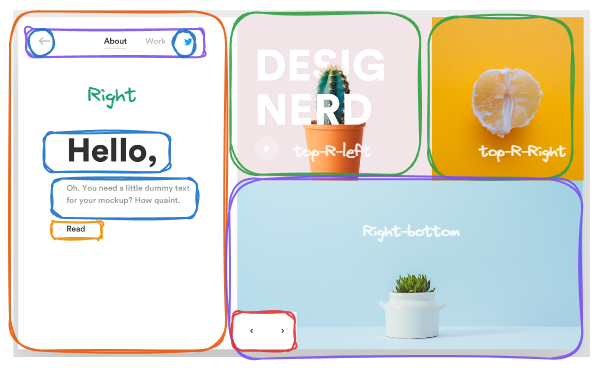 About Work
Right
Hello,
Oh. You need a little dummy text
for your mockup? How quaint.
Read
DESIG
NERD
top-R-left
top-R-Right
Right-bottom